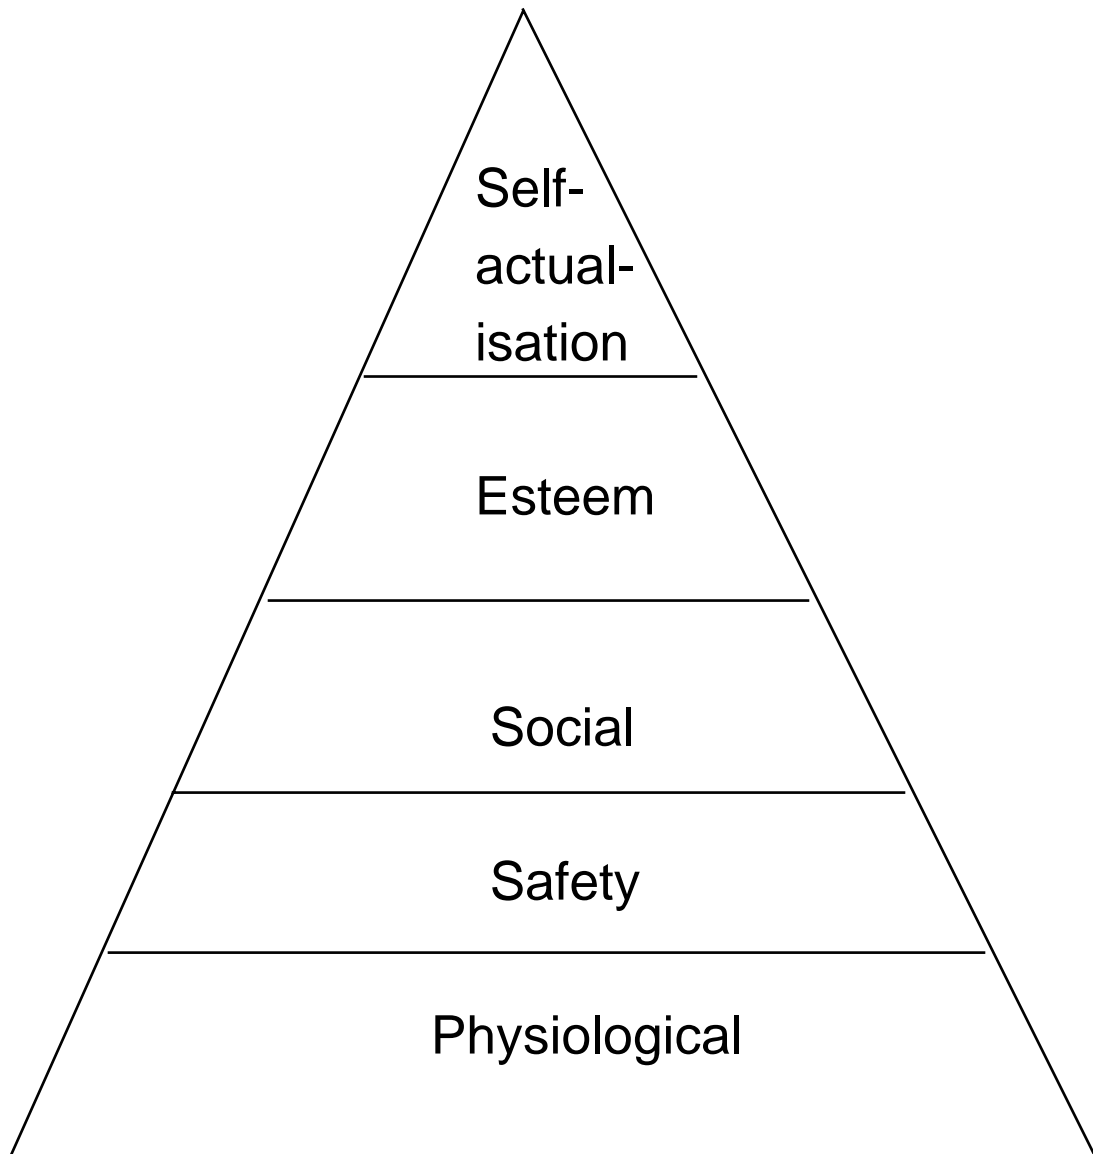 Self-
actual-
isation
Esteem
Social
Safety
Physiological